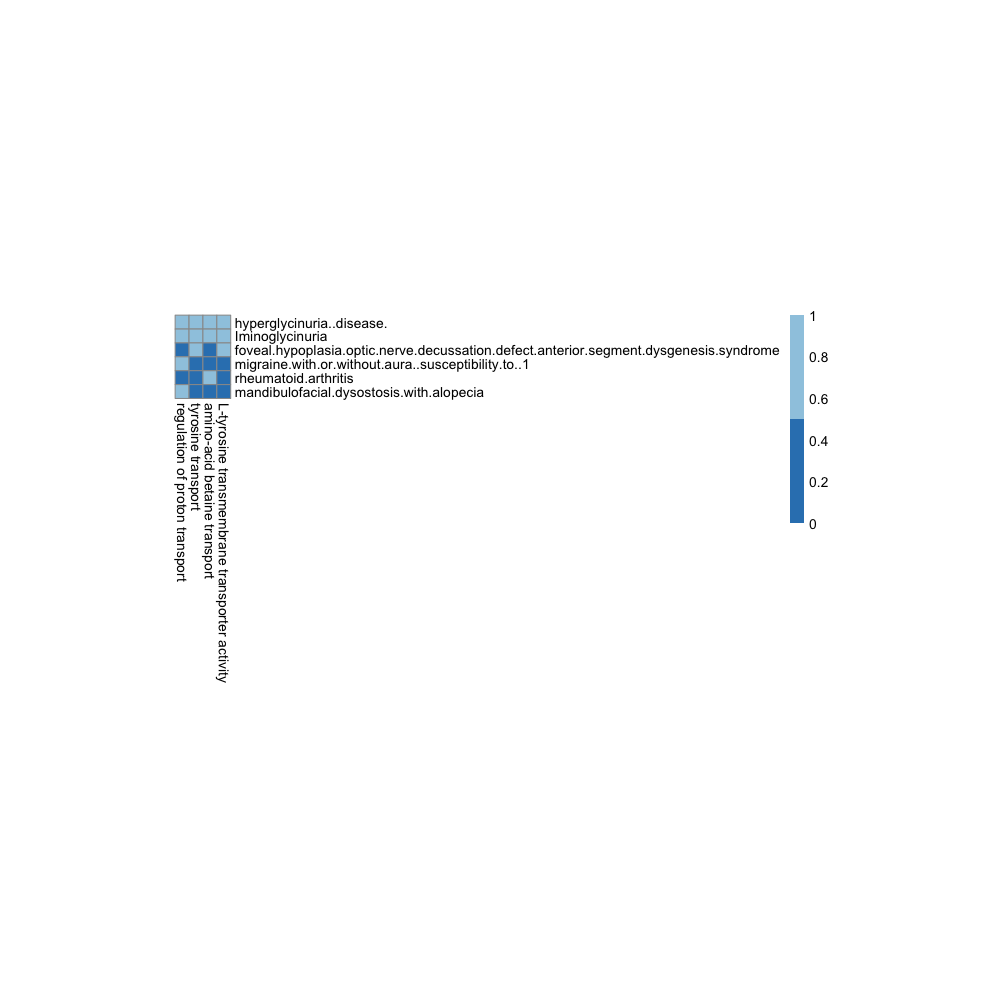 hyperglycinuria..disease.
Iminoglycinuria
foveal.hypoplasia.optic.nerve.decussation.defect.anterior.segment.dysgenesis.syndrome
migraine.with.or.without.aura..susceptibility.to..1
rheumatoid.arthritis
mandibulofacial.dysostosis.with.alopecia
regulation of proton transport
tyrosine transport
amino-acid betaine transport
L-tyrosine transmembrane transporter activity
1
0.8
0.6
0.4
0.2
0